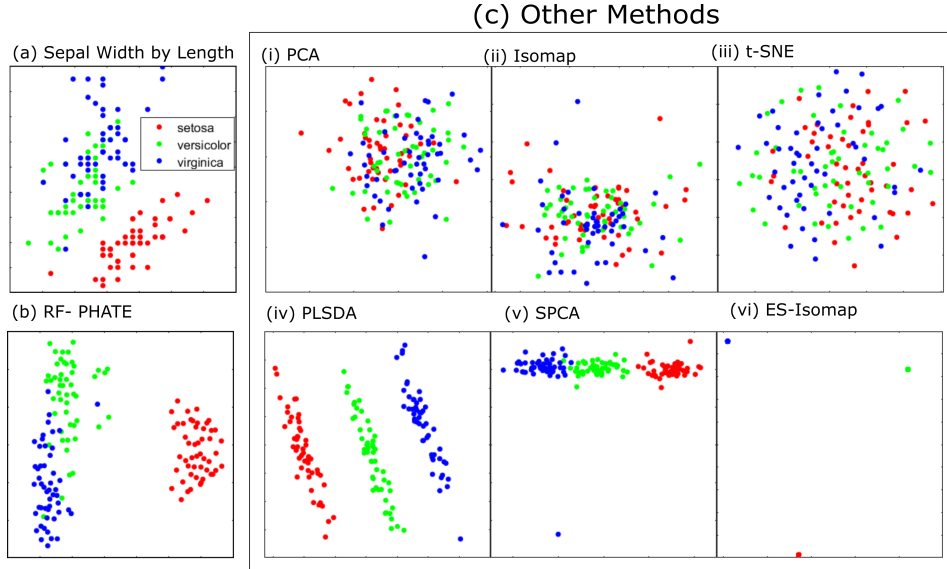 (c) Other Methods
(a) Sepal Width by Length
setosa
versicolor
virginica
(i) PCA
(ii) Isomap
(iii) t-SNE
(b) RF- PHATE
(iv) PLSDA
(v) SPCA
(vi) ES-Isomap